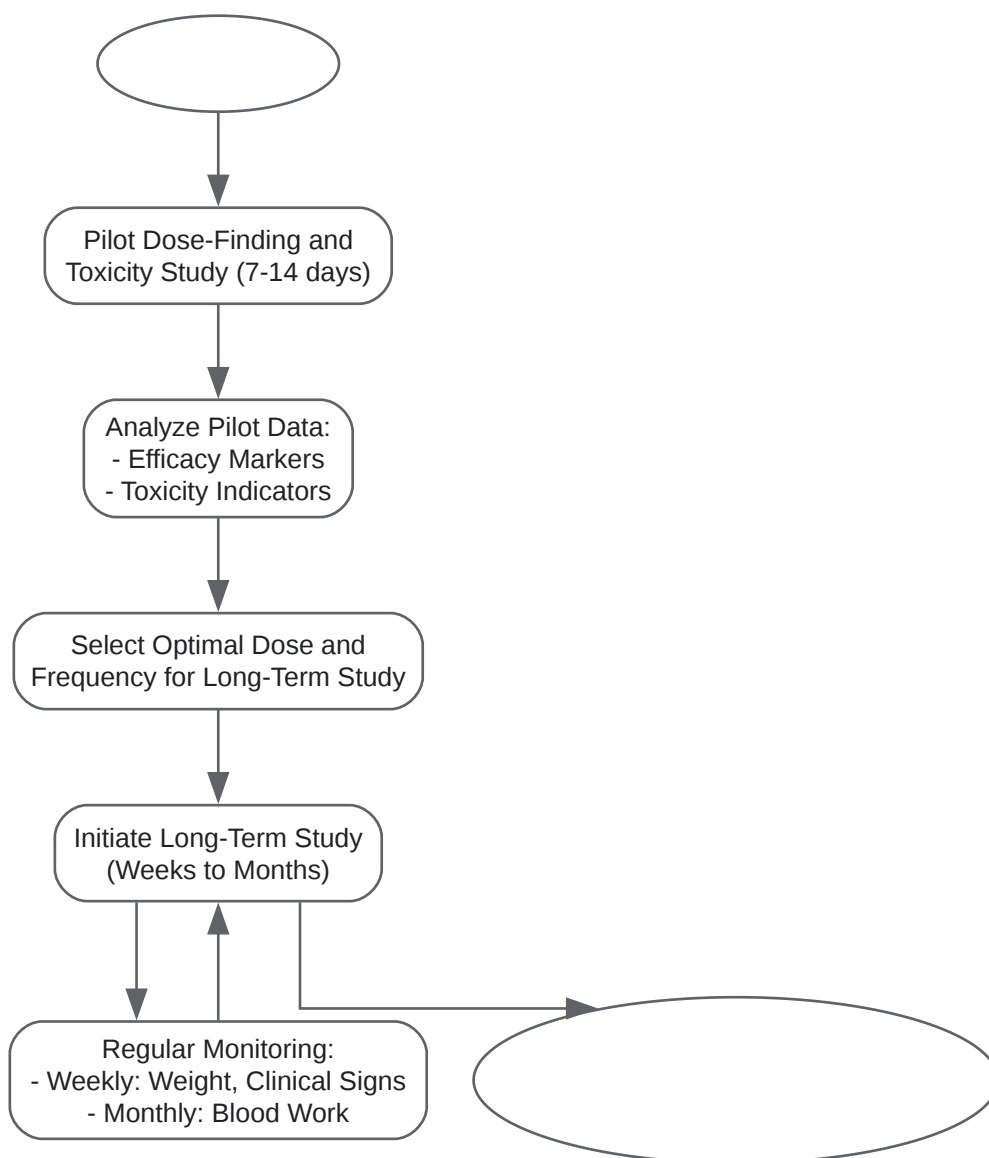 Pilot Dose-Finding and
Toxicity Study (7-14 days)
Analyze Pilot Data:
- Efficacy Markers
- Toxicity Indicators
Select Optimal Dose and
Frequency for Long-Term Study
Initiate Long-Term Study
(Weeks to Months)
Regular Monitoring:
- Weekly: Weight, Clinical Signs
- Monthly: Blood Work